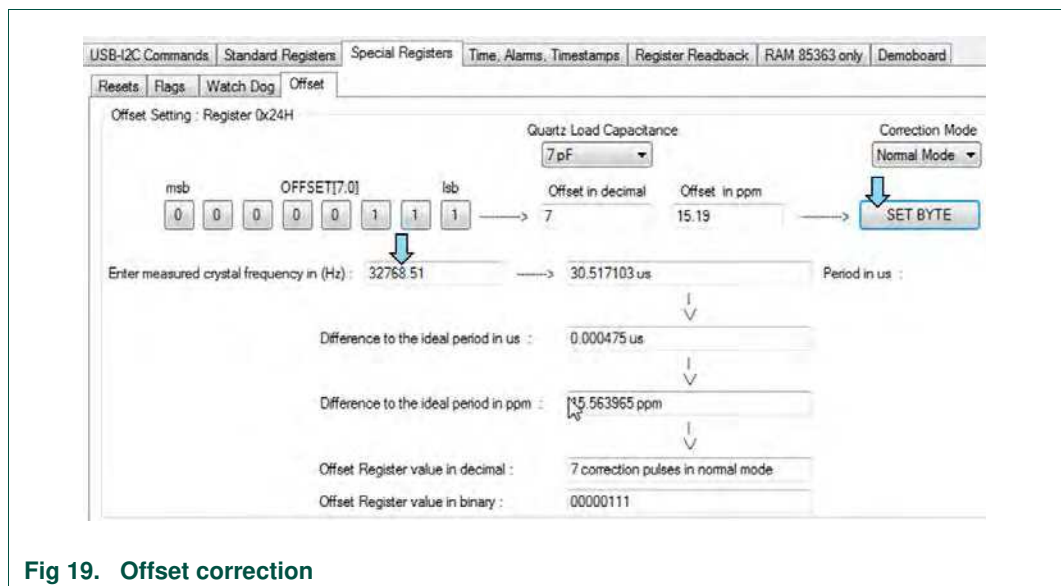 USB-I2C Commands Standard Registers Special Registers Time, Alarms, Timestamps Register Readback RAM 85363 only Demoboard
Resets Flags Watch Dog Offset
Offset Setting : Register 0x24H
Quartz Load Capacitance Correction Mode
7 pF Normal Mode
msb OFFSET[7.0] lsb Offset in decimal Offset in ppm
0 0 0 0 0 1 1 1 -----> 7 15.19 -----> SET BYTE
Enter measured crystal frequency in (Hz) : 32768.51 -----> 30.517103 us Period in us :
Difference to the ideal period in us : 0.000475 us
Difference to the ideal period in ppm : 15.563965 ppm
Offset Register value in decimal : 7 correction pulses in normal mode
Offset Register value in binary : 00000111
Fig 19. Offset correction